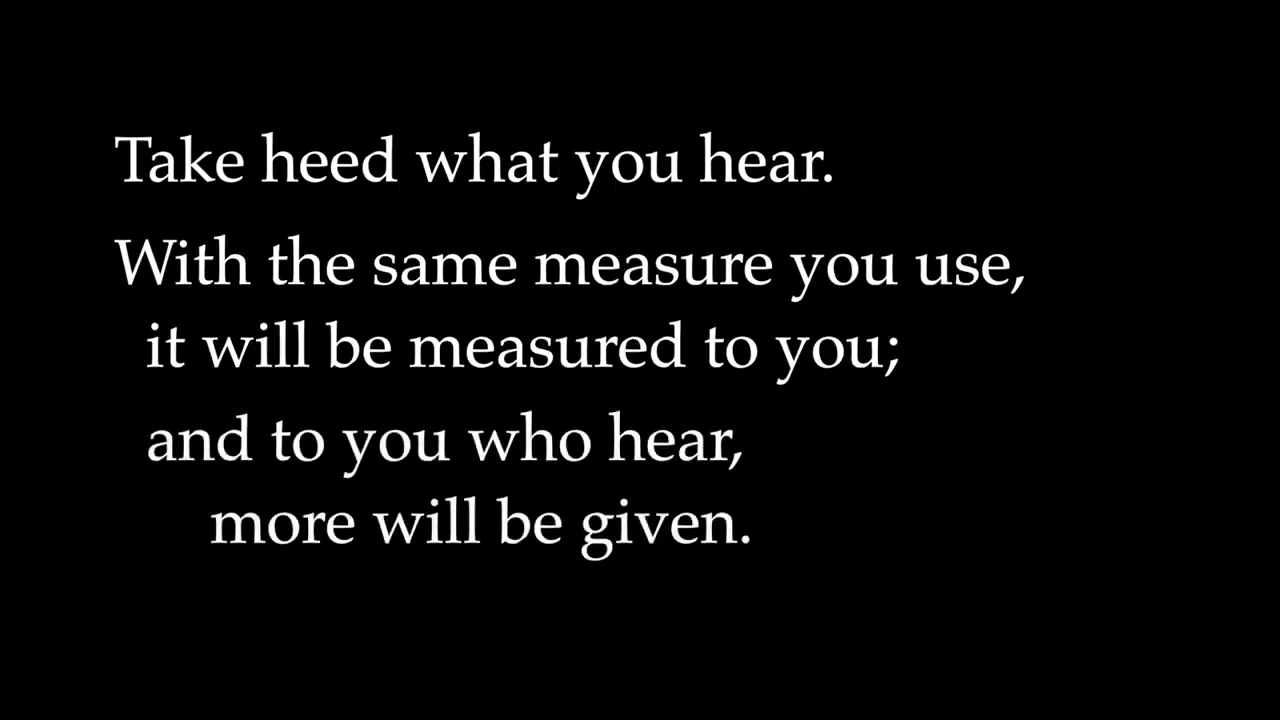 Take heed what you hear.
With the same measure you use,
it will be measured to you;
and to you who hear,
more will be given.